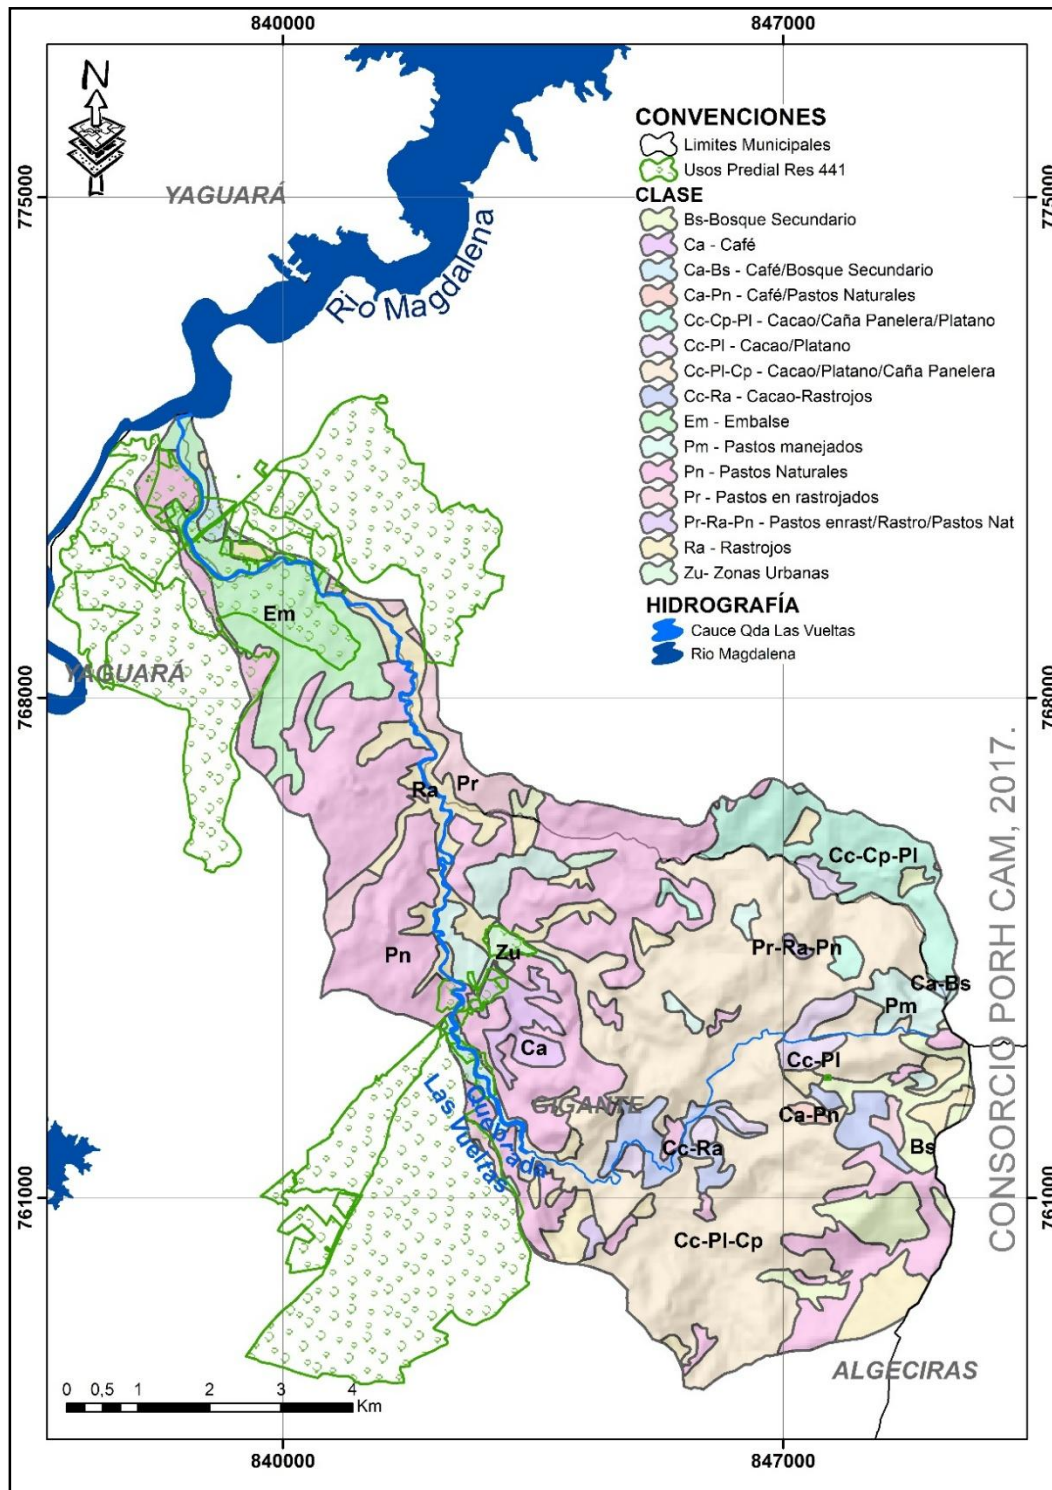 840000
847000
N
CONVENCIONES
Limites Municipales
Usos Predial Res 441
CLASE
Bs-Bosque Secundario
Ca - Café
Ca-Bs - Café/Bosque Secundario
Ca-Pn - Café/Pastos Naturales
Cc-Cp-Pl - Cacao/Caña Panelera/Platano
Cc-Pl - Cacao/Platano
Cc-Pl-Cp - Cacao/Platano/Caña Panelera
Cc-Ra - Cacao-Rastrojos
Em - Embalse
Pm - Pastos manejados
Pn - Pastos Naturales
Pr - Pastos en rastrojados
Pr-Ra-Pn - Pastos enrast/Rastro/Pastos Nat
Ra - Rastrojos
Zu- Zonas Urbanas
HIDROGRAFÍA
Cauce Qda Las Vueltas
Rio Magdalena
775000
775000
YAGUARÁ
Rio Magdalena
Em
YAGUARÁ
768000
768000
Ra
Pr
Cc-Cp-Pl
Pn
Zu
Pr-Ra-Pn
Ca-Bs
Pm
Ca
Cc-Pl
GIGANTE
Ca-Pn
Quebrada
Las Vueltas
Cc-Ra
Bs
761000
761000
Cc-Pl-Cp
ALGECIRAS
CONSORCIO PORH CAM, 2017.
0 0,5 1 2 3 4
Km
840000
847000